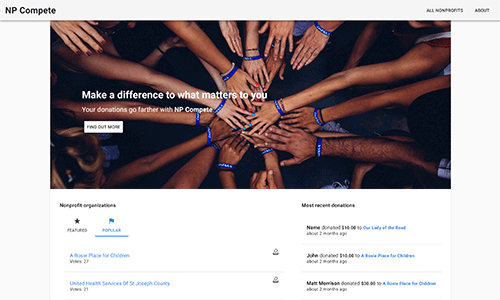 NP Compete
ALL NONPROFITS ABOUT
Make a difference to what matters to you
Your donations go farther with NP Compete.
FIND OUT MORE
Nonprofit organizations
FEATURED POPULAR
A Rosie Place for Children
Votes: 27
United Health Services Of St Joseph County
Votes: 21
Most recent donations
Name donated $10.00 to Our Lady of the Road
about 2 months ago
John donated $10.00 to A Rosie Place for Children
about 2 months ago
Matt Morrison donated $30.00 to A Rosie Place for Children
about 2 months ago